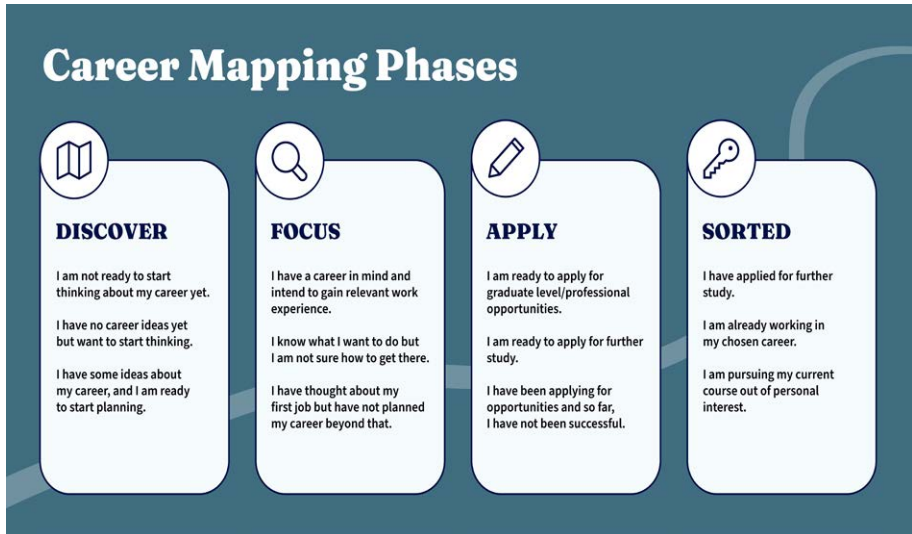 Career Mapping Phases
DISCOVER
I am not ready to start
thinking about my career yet.
I have no career ideas yet
but want to start thinking.
I have some ideas about
my career, and I am ready
to start planning.
FOCUS
I have a career in mind and
intend to gain relevant work
experience.
I know what I want to do but
I am not sure how to get there.
I have thought about my
first job but have not planned
my career beyond that.
APPLY
I am ready to apply for
graduate level/professional
opportunities.
I am ready to apply for further
study.
I have been applying for
opportunities and so far,
I have not been successful.
SORTED
I have applied for further
study.
I am already working in
my chosen career.
I am pursuing my current
course out of personal
interest.